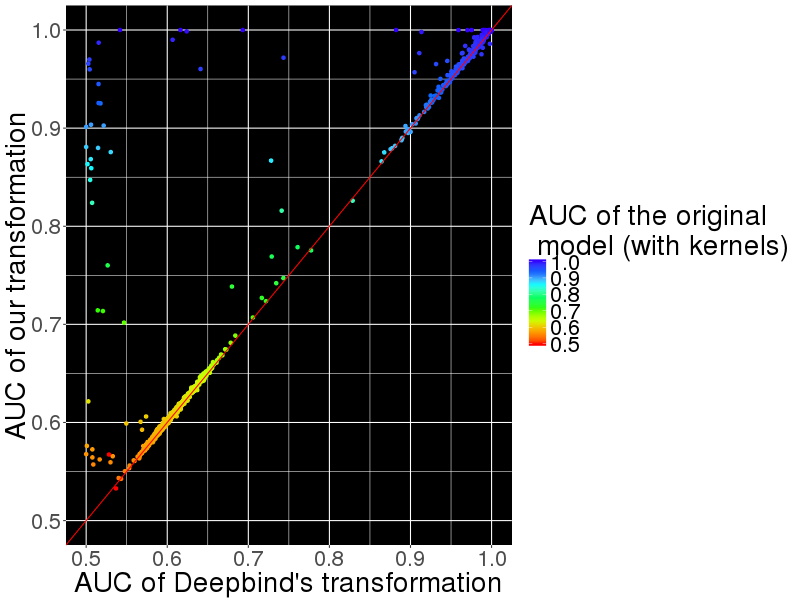 AUC of our transformation
1.0
0.9
0.8
0.7
0.6
0.5
0.5 0.6 0.7 0.8 0.9 1.0
AUC of Deepbind's transformation
AUC of the original
model (with kernels)
1.0
0.9
0.8
0.7
0.6
0.5